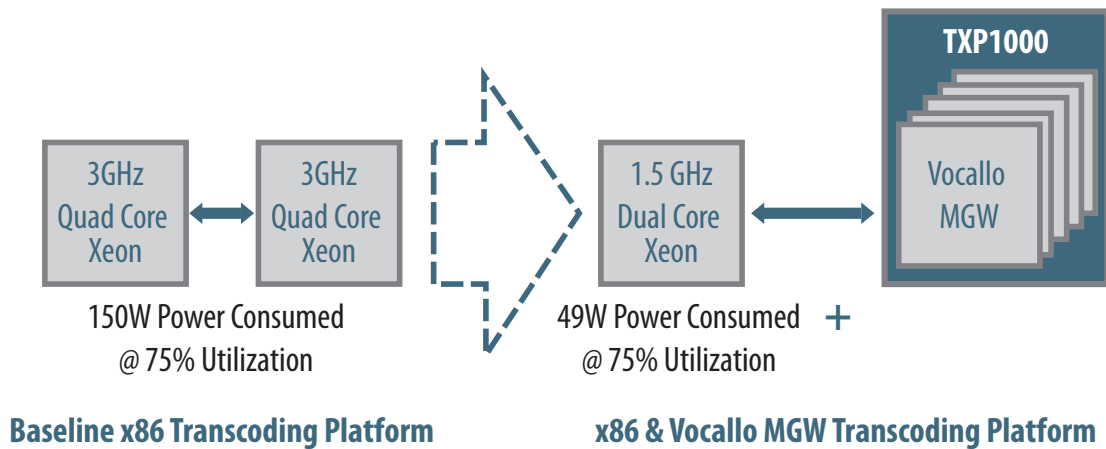 TXP1000
3GHz
Quad Core
Xeon
3GHz
Quad Core
Xeon
1.5 GHz
Dual Core
Xeon
Vocallo
MGW
150W Power Consumed
@ 75% Utilization
49W Power Consumed +
@ 75% Utilization
Baseline x86 Transcoding Platform
x86 & Vocallo MGW Transcoding Platform